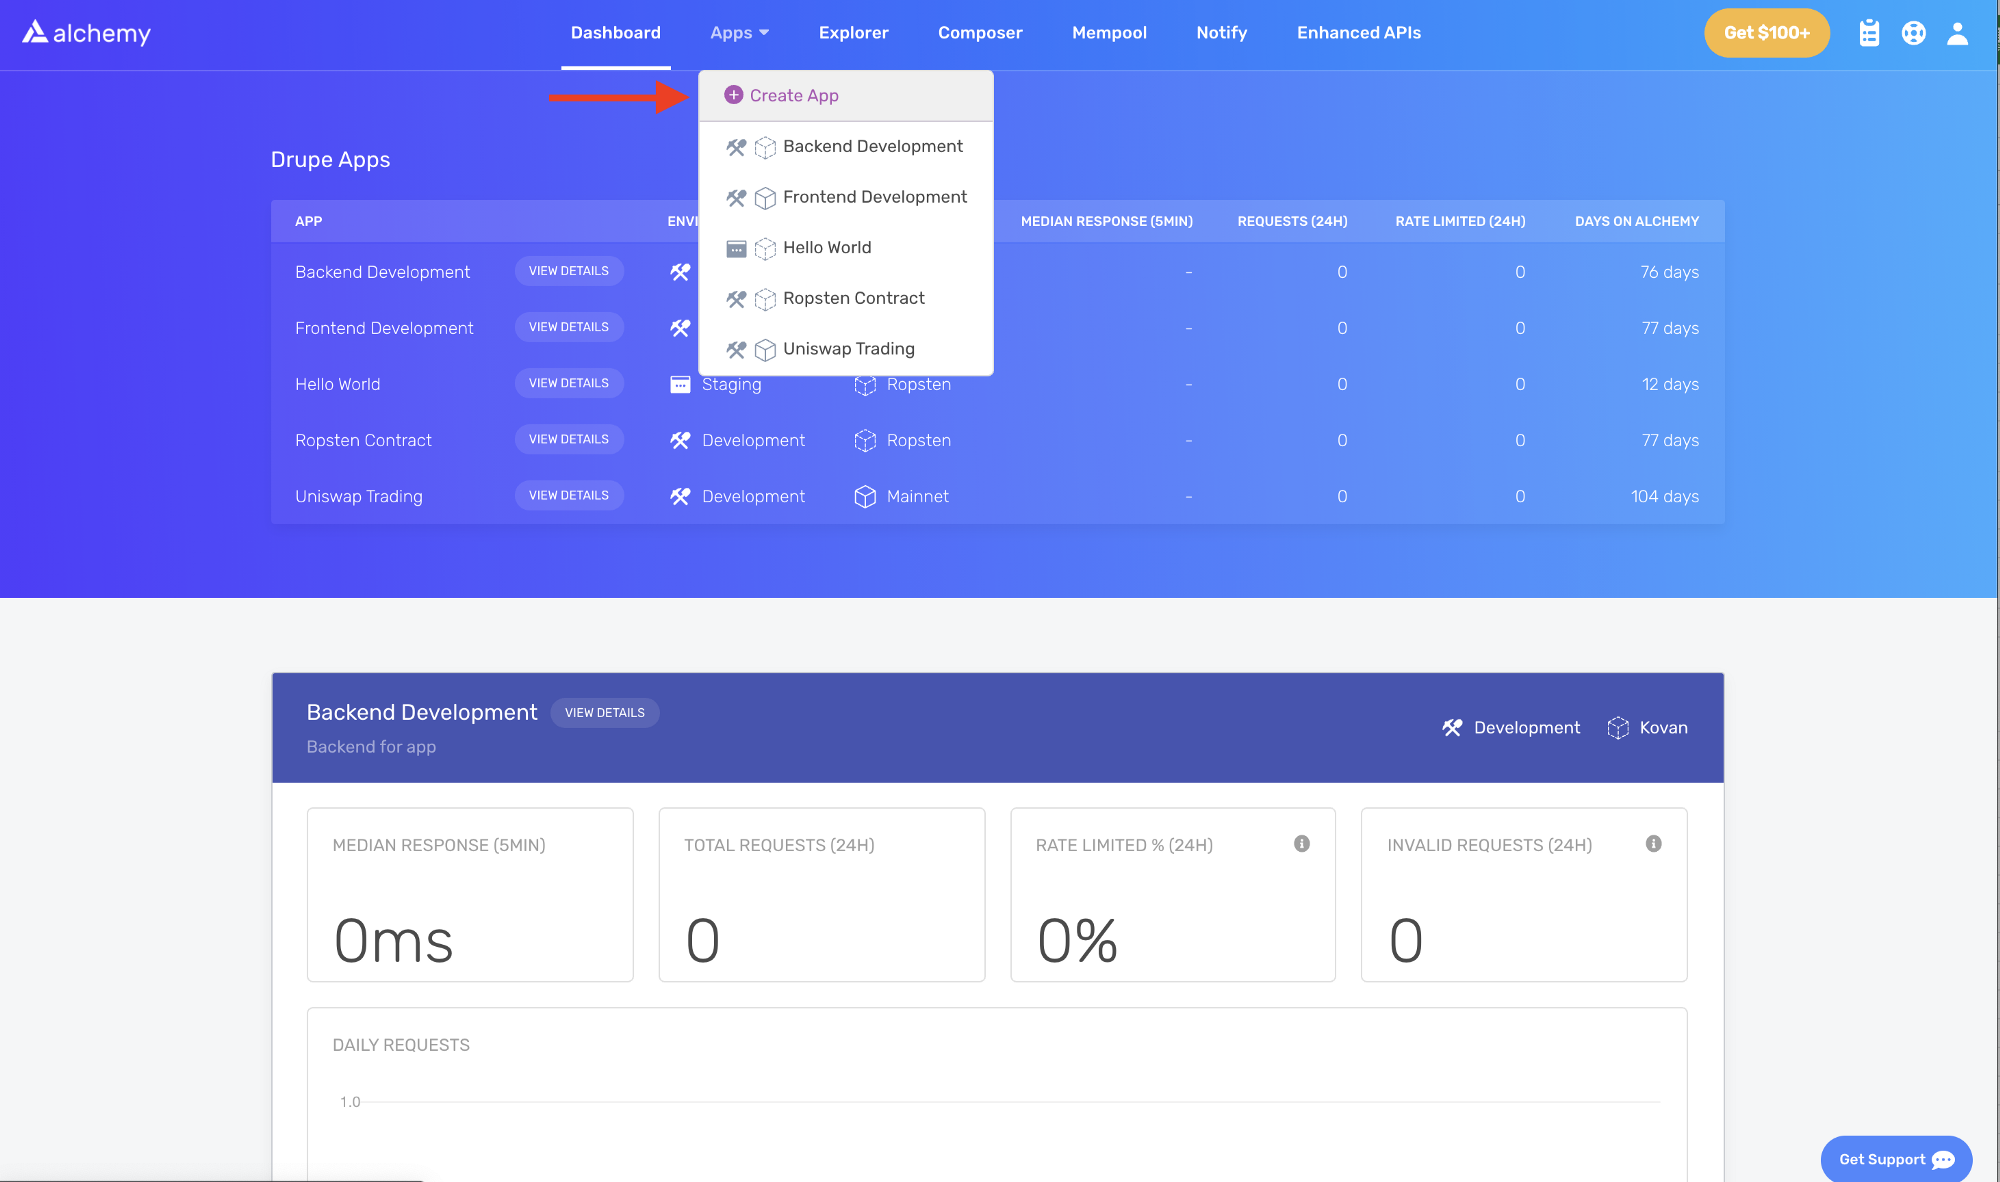 alchemy
Dashboard Apps Explorer Composer Mempool Notify Enhanced APIs Get $100+
Create App
Backend Development
Frontend Development
Hello World
Ropsten Contract
Uniswap Trading
Drupe Apps
APP ENVI MEDIAN RESPONSE (5MIN) REQUESTS (24H) RATE LIMITED (24H) DAYS ON ALCHEMY
Backend Development VIEW DETAILS - 0 0 76 days
Frontend Development VIEW DETAILS - 0 0 77 days
Hello World VIEW DETAILS Staging Ropsten - 0 0 12 days
Ropsten Contract VIEW DETAILS Development Ropsten - 0 0 77 days
Uniswap Trading VIEW DETAILS Development Mainnet - 0 0 104 days
Backend Development VIEW DETAILS
Backend for app
Development Kovan
MEDIAN RESPONSE (5MIN) TOTAL REQUESTS (24H) RATE LIMITED % (24H) INVALID REQUESTS (24H)
0ms 0 0% 0
DAILY REQUESTS
1.0
Get Support